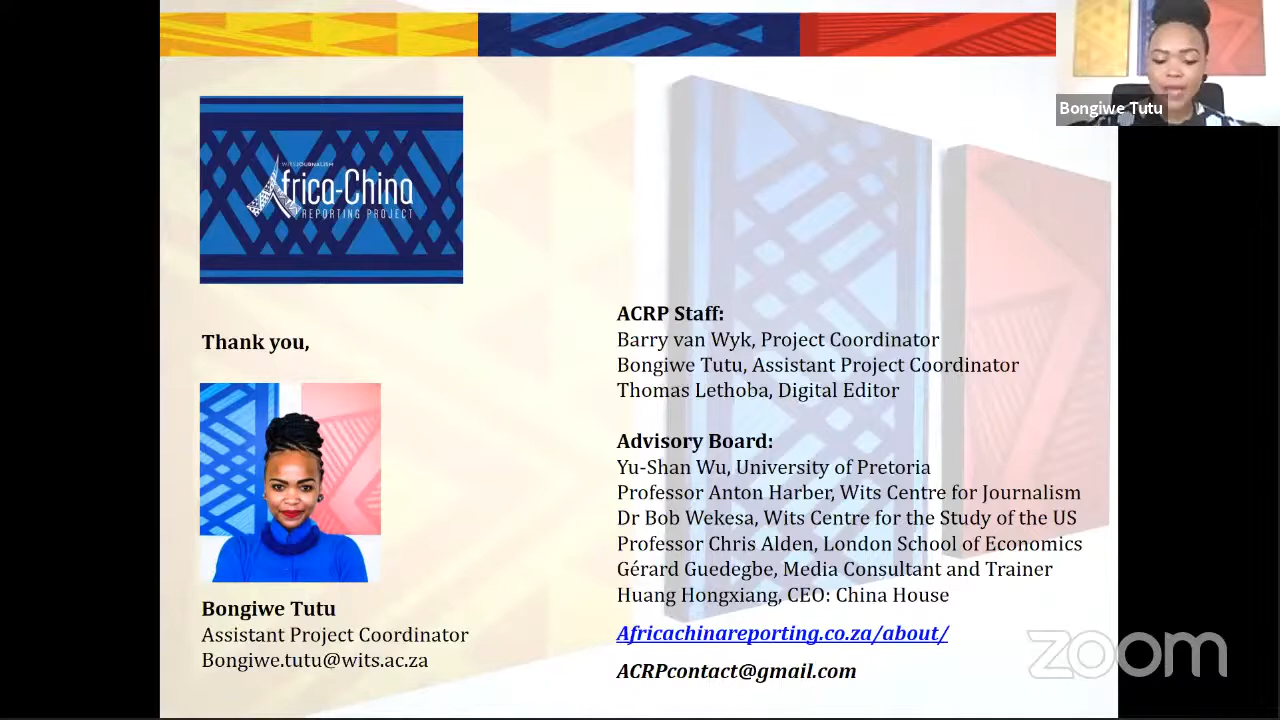 WITS JOURNALISM
Africa-China
REPORTING PROJECT
Thank you,
Bongiwe Tutu
Assistant Project Coordinator
Bongiwe.tutu@wits.ac.za
ACRP Staff:
Barry van Wyk, Project Coordinator
Bongiwe Tutu, Assistant Project Coordinator
Thomas Lethoba, Digital Editor
Advisory Board:
Yu-Shan Wu, University of Pretoria
Professor Anton Harber, Wits Centre for Journalism
Dr Bob Wekesa, Wits Centre for the Study of the US
Professor Chris Alden, London School of Economics
Gérard Guedegbe, Media Consultant and Trainer
Huang Hongxiang, CEO: China House
Africachinareporting.co.za/about/
ACRPcontact@gmail.com
Bongiwe Tutu
zoom